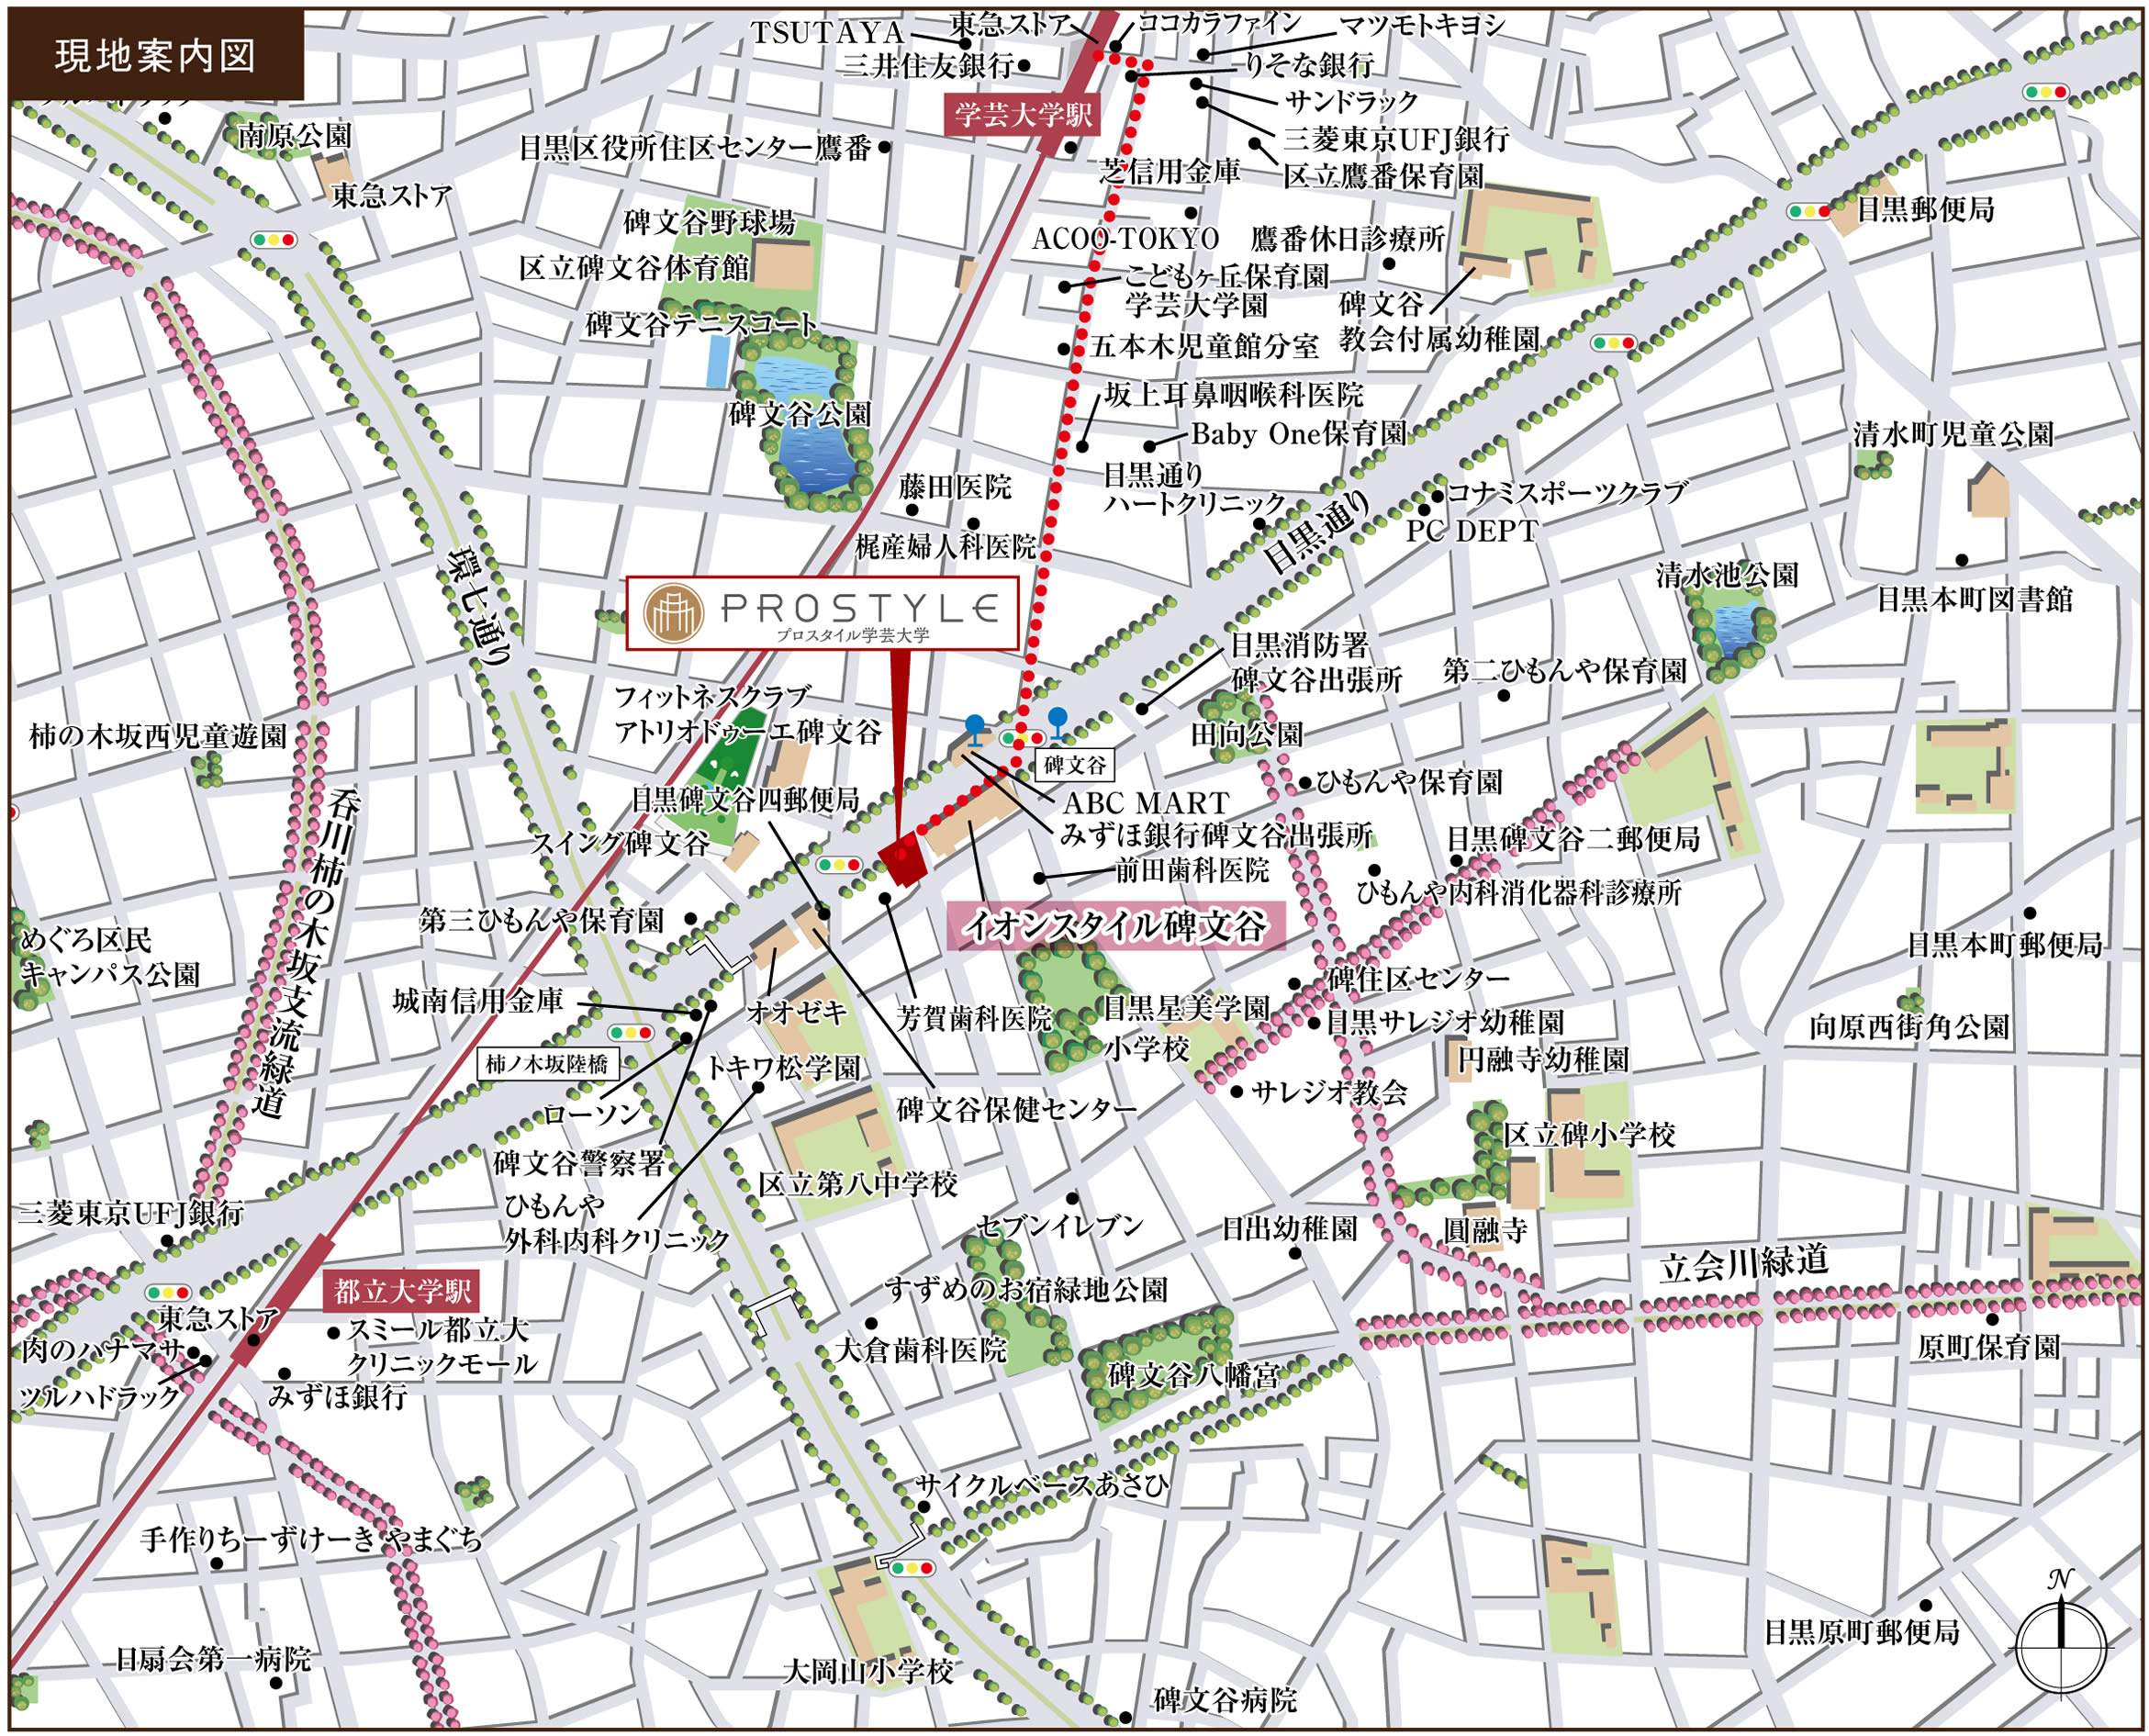 現地案内図
TSUTAYA
東急ストア
ココカラファイン
マツモトキヨシ
三井住友銀行
りそな銀行
サンドラック
学芸大学駅
南原公園
目黒区役所住区センター鷹番
三菱東京UFJ銀行
芝信用金庫
区立鷹番保育園
東急ストア
碑文谷野球場
目黒郵便局
ACOO-TOKYO
鷹番休日診療所
区立碑文谷体育館
こどもヶ丘保育園
学芸大学園
碑文谷
教会付属幼稚園
碑文谷テニスコート
五本木児童館分室
坂上耳鼻咽喉科医院
碑文谷公園
Baby One保育園
清水町児童公園
目黒通り
ハートクリニック
藤田医院
コナミスポーツクラブ
目黒通り
PC DEPT
梶産婦人科医院
環七通り
清水池公園
目黒本町図書館
PROSTYLE
プロスタイル学芸大学
目黒消防署
碑文谷出張所
第二ひもんや保育園
フィットネスクラブ
アトリオドゥーエ碑文谷
柿の木坂西児童遊園
田向公園
碑文谷
ひもんや保育園
目黒碑文谷四郵便局
ABC MART
みずほ銀行碑文谷出張所
スイング碑文谷
目黒碑文谷二郵便局
前田歯科医院
ひもんや内科消化器科診療所
呑川柿の木坂支流緑道
第三ひもんや保育園
イオンスタイル碑文谷
めぐろ区民
キャンパス公園
目黒本町郵便局
碑住区センター
城南信用金庫
オオゼキ
芳賀歯科医院
目黒星美学園
小学校
目黒サレジオ幼稚園
向原西街角公園
柿ノ木坂陸橋
トキワ松学園
円融寺幼稚園
サレジオ教会
ローソン
碑文谷保健センター
区立碑小学校
碑文谷警察署
区立第八中学校
ひもんや
外科内科クリニック
三菱東京UFJ銀行
セブンイレブン
日出幼稚園
圓融寺
立会川緑道
都立大学駅
すずめのお宿緑地公園
東急ストア
スミール都立大
クリニックモール
肉のハナマサ
大倉歯科医院
原町保育園
碑文谷八幡宮
ツルハドラック
みずほ銀行
サイクルベースあさひ
手作りちーずけーき やまぐち
N
目黒原町郵便局
日扇会第一病院
大岡山小学校
碑文谷病院